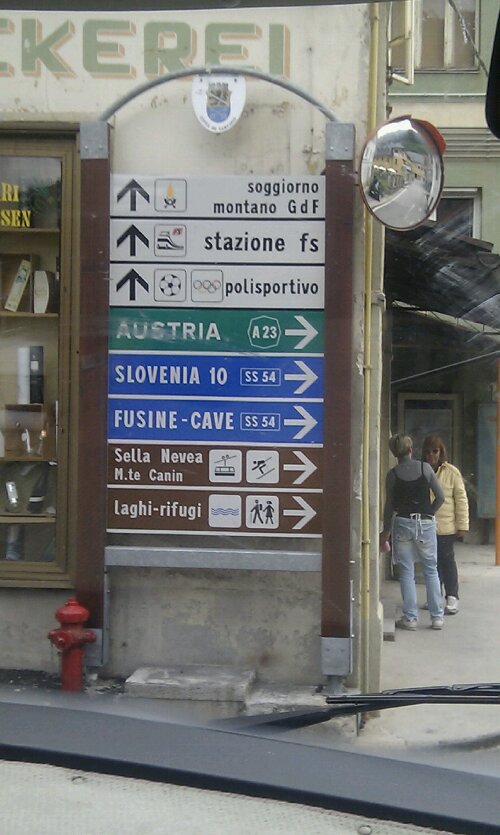 CKEREI
soggiorno
montano GdF
stazione fs
FS
polisportivo
AUSTRIA A23
SLOVENIA 10 SS 54
FUSINE-CAVE SS 54
Sella Nevea
M.te Canin
laghi-rifugi